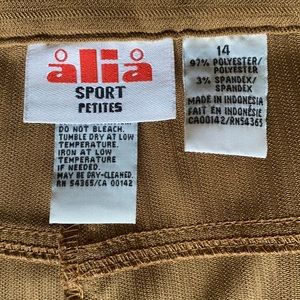 alia
SPORT
PETITES
DO NOT BLEACH.
TUMBLE DRY AT LOW
TEMPERATURE.
IRON AT LOW
TEMPERATURE
IF NEEDED.
MAY BE DRY-CLEANED.
RN 54365/CA 00142
14
97% POLYESTER/
POLYESTER
3% SPANDEX/
SPANDEX
MADE IN INDONESIA
FAIT EN INDONÉSIE
CA00142/RN54365